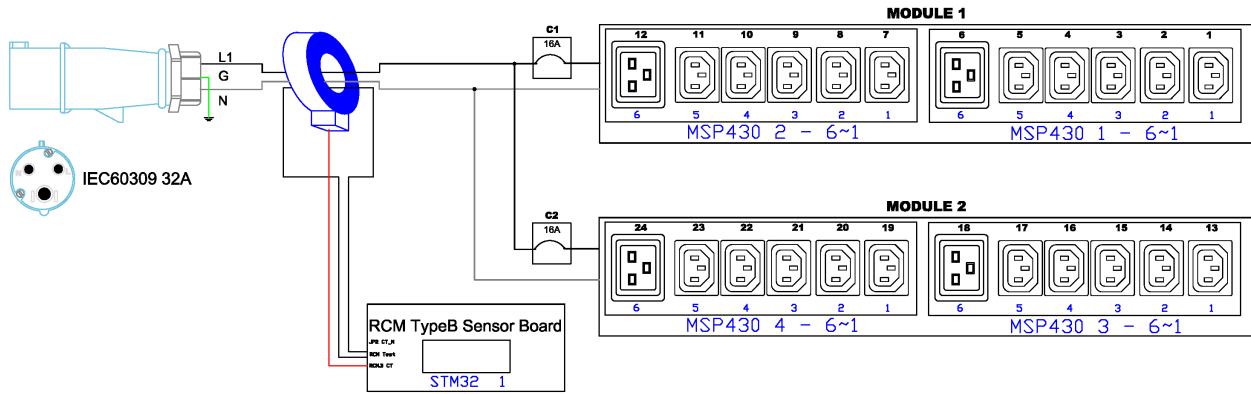 MODULE 1
C1
16A
12 11 10 9 8 7 6 5 4 3 2 1
6 5 4 3 2 1 6 5 4 3 2 1
MSP430 2 - 6~1 MSP430 1 - 6~1
L1
G
N
N L
IEC60309 32A
MODULE 2
C2
16A
24 23 22 21 20 19 18 17 16 15 14 13
6 5 4 3 2 1 6 5 4 3 2 1
MSP430 4 - 6~1 MSP430 3 - 6~1
RCM TypeB Sensor Board
JP2 CT_N
RCM Test
RCMB CT
STM32 1